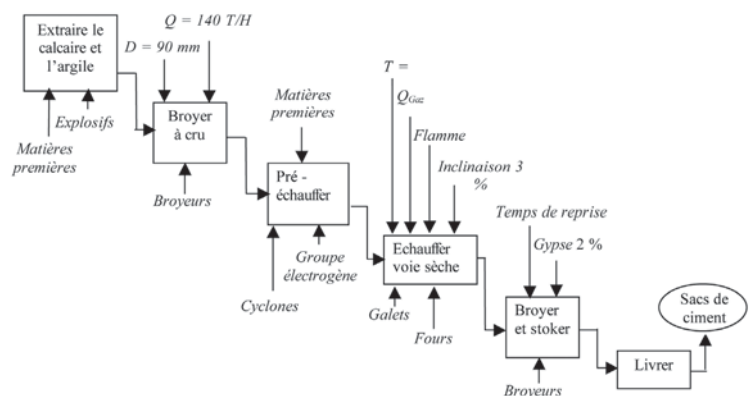 Extraire le
calcaire et
l'argile
Q = 140 T/H
D = 90 mm
Explosifs
Matières
premières
Broyer
à cru
Broyeurs
Matières
premières
Pré -
échauffer
Cyclones
Groupe
électrogène
T =
QGaz
Flamme
Inclinaison 3
%
Echauffer
voie sèche
Galets
Fours
Temps de reprise
Gypse 2 %
Broyer
et stoker
Broyeurs
Livrer
Sacs de
ciment